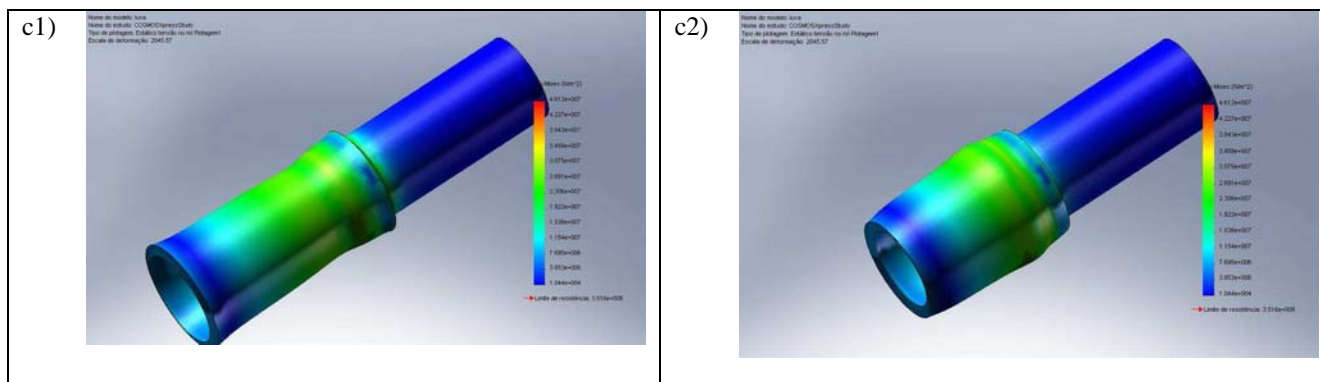 c1)
Nome do modelo: luva
Nome do estudo: COSMOSXpressStudy
Tipo de plotagem: Estático tensão no nó Plotagem1
Escala de deformação: 2045.57
Mises (N/m^2)
4.612e+007
4.227e+007
3.843e+007
3.459e+007
3.075e+007
2.691e+007
2.306e+007
1.922e+007
1.538e+007
1.154e+007
7.695e+006
3.853e+006
1.044e+004
Limite de resistência: 3.516e+008
c2)
Nome do modelo: luva
Nome do estudo: COSMOSXpressStudy
Tipo de plotagem: Estático tensão no nó Plotagem1
Escala de deformação: 2045.57
Mises (N/m^2)
4.612e+007
4.227e+007
3.843e+007
3.459e+007
3.075e+007
2.691e+007
2.306e+007
1.922e+007
1.538e+007
1.154e+007
7.695e+006
3.853e+006
1.044e+004
Limite de resistência: 3.516e+008